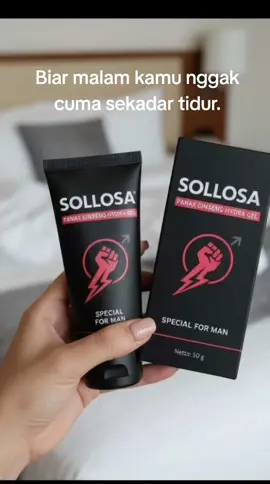 Biar malam kamu nggak
cuma sekadar tidur.
SOLLOSA
PANAX GINSENG HYDRA GEL
SPECIAL
FOR MAN
SOLLOSA
PANAX GINSENG HYDRA GEL
SPECIAL FOR MAN
Netto: 50 g